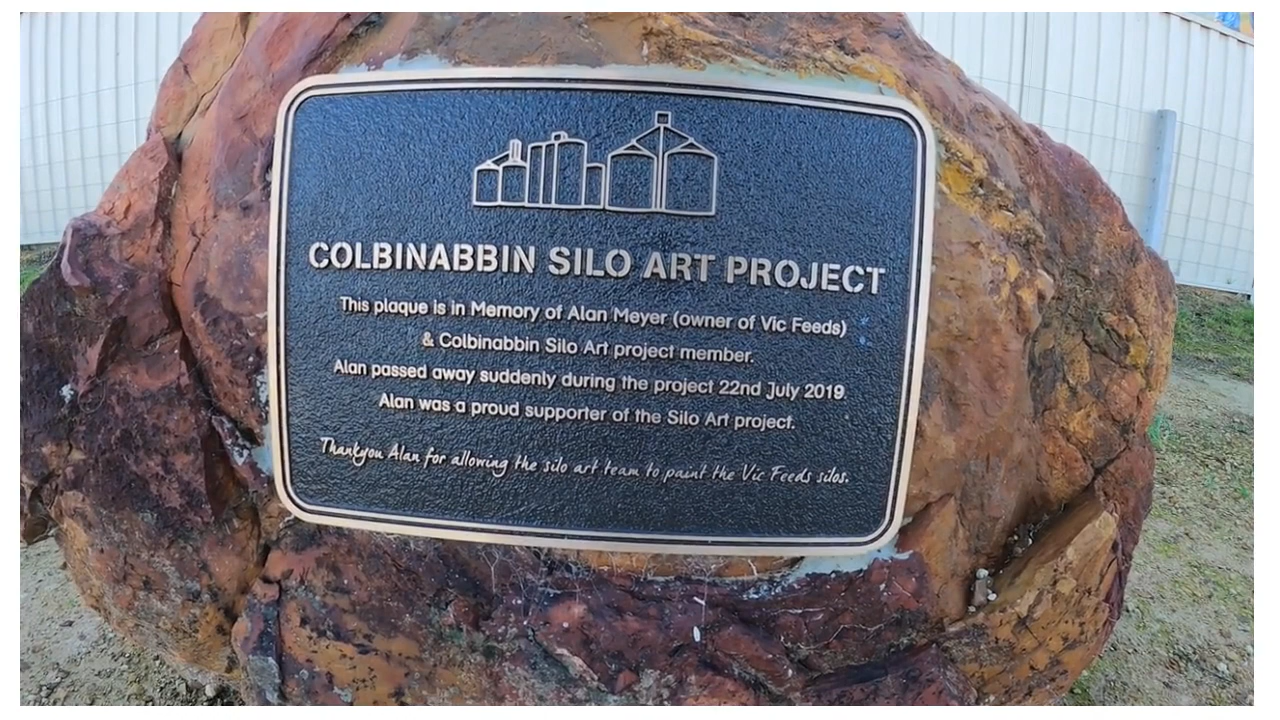 COLBINABBIN SILO ART PROJECT
This plaque is in Memory of Alan Meyer (owner of Vic Feeds)
& Colbinabbin Silo Art project member.
Alan passed away suddenly during the project 22nd July 2019.
Alan was a proud supporter of the Silo Art project.
Thankyou Alan for allowing the silo art team to paint the Vic Feeds silos.